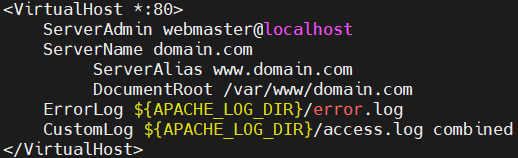 <VirtualHost *:80>
    ServerAdmin webmaster@localhost
    ServerName domain.com
        ServerAlias www.domain.com
        DocumentRoot /var/www/domain.com
    ErrorLog ${APACHE_LOG_DIR}/error.log
    CustomLog ${APACHE_LOG_DIR}/access.log combined
</VirtualHost>